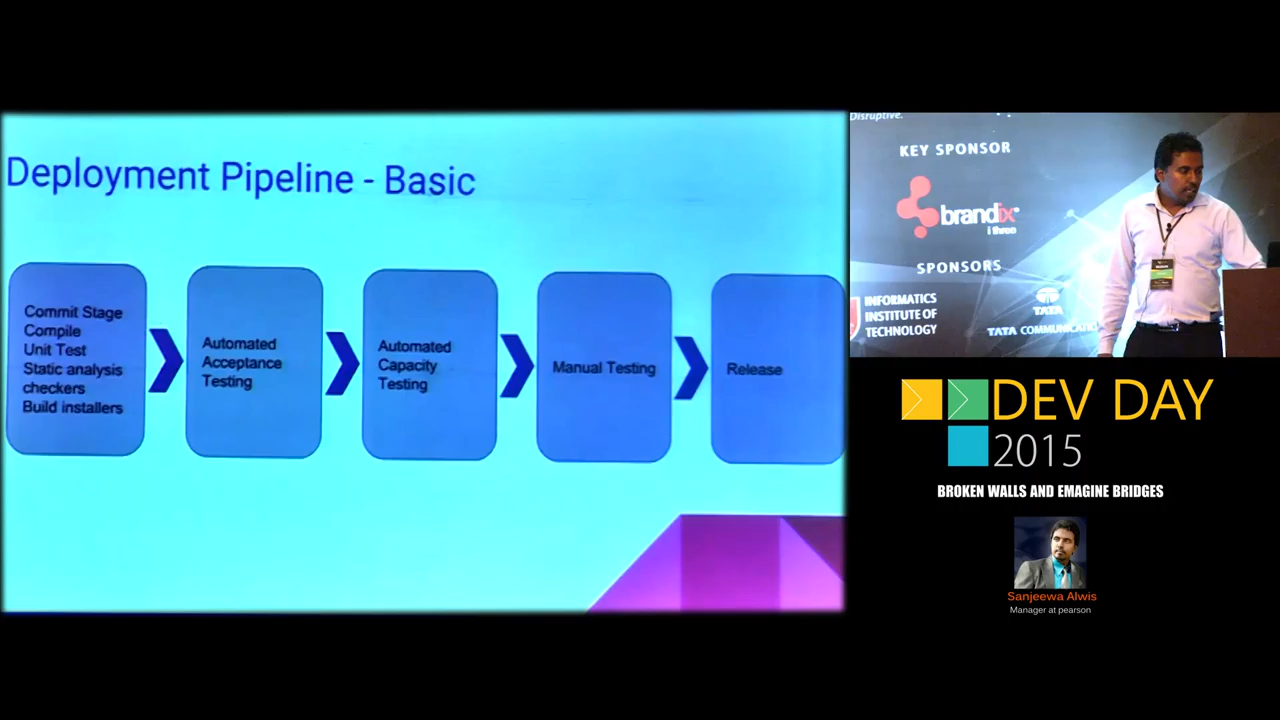 Deployment Pipeline - Basic
Commit Stage
Compile
Unit Test
Static analysis
checkers
Build installers
Automated
Acceptance
Testing
Automated
Capacity
Testing
Manual Testing
Release
Disruptive.
KEY SPONSOR
brandix
i three
SPONSORS
INFORMATICS
INSTITUTE OF
TECHNOLOGY
TATA
TATA COMMUNICATIO
DEV DAY
2015
BROKEN WALLS AND EMAGINE BRIDGES
Sanjeewa Alwis
Manager at pearson